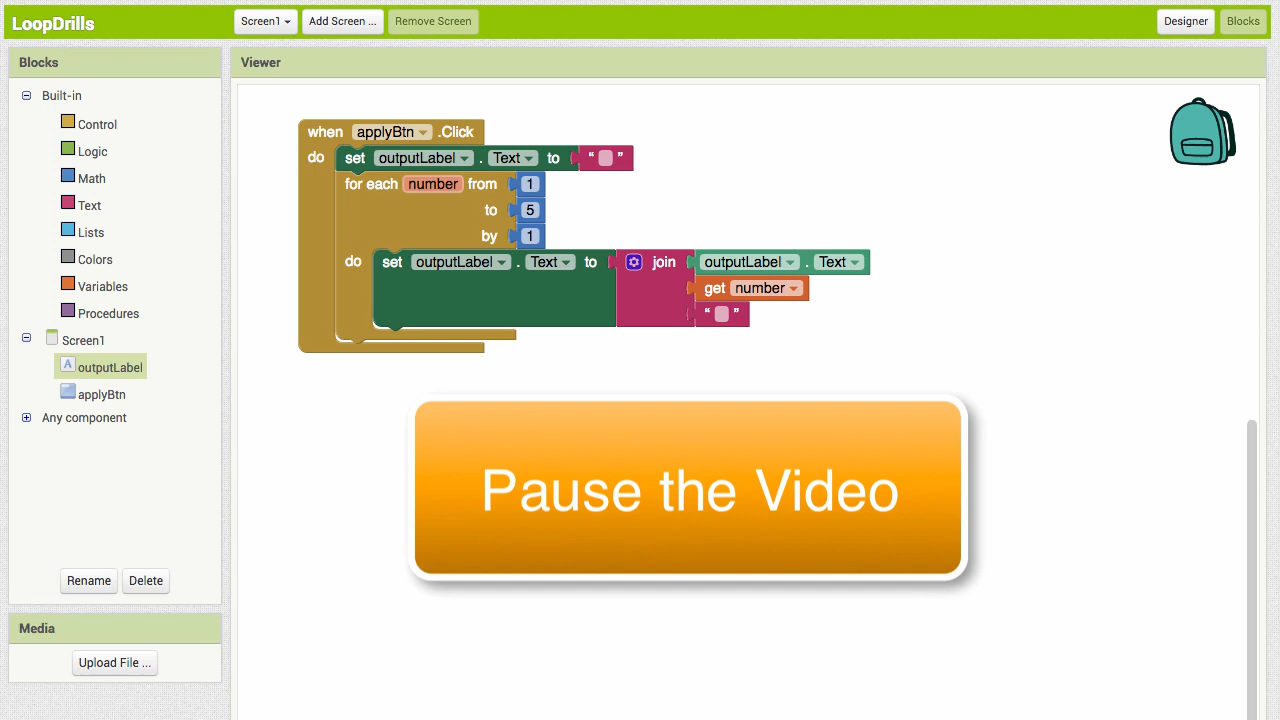 LoopDrills Screen1 Add Screen ... Remove Screen Designer Blocks
Blocks
Built-in
Control
Logic
Math
Text
Lists
Colors
Variables
Procedures
Screen1
outputLabel
applyBtn
Any component
Rename Delete
Media
Upload File ...
Viewer
when applyBtn .Click
do set outputLabel . Text to “ ”
for each number from 1
to 5
by 1
do set outputLabel . Text to join outputLabel . Text
get number
“ ”
Pause the Video